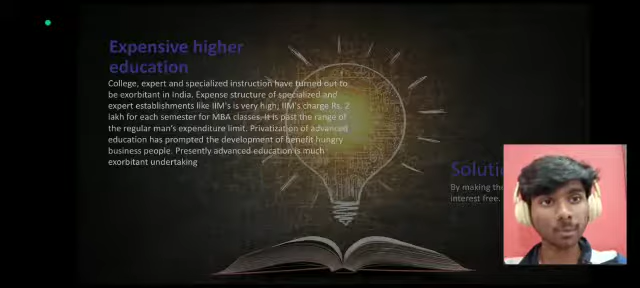 Expensive higher
education
College, expert and specialized instruction have turned out to
be exorbitant in India. Expense structure of specialized and
expert establishments like IIM's is very high; IIM's charge Rs. 2
lakh for each semester for MBA classes. It is past the range of
the regular man's expenditure limit. Privatization of advanced
education has prompted the development of benefit hungry
business people. Presently advanced education is much
exorbitant undertaking
By making
interest free.